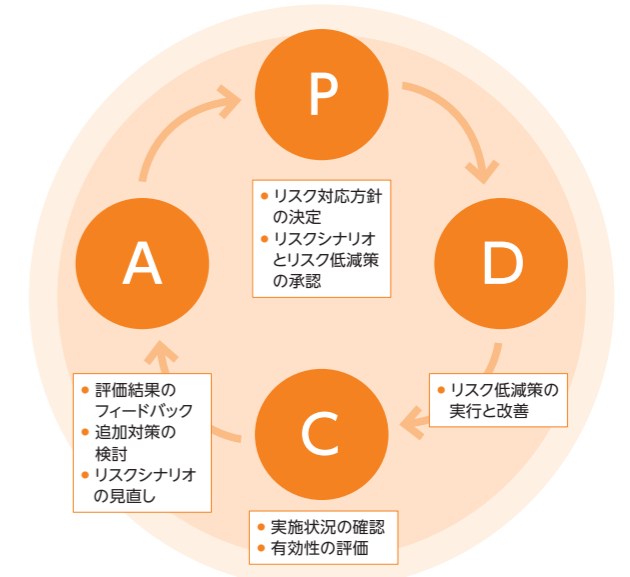 P
• リスク対応方針
の決定
• リスクシナリオ
とリスク低減策
の承認
D
• リスク低減策の
実行と改善
C
• 実施状況の確認
• 有効性の評価
A
• 評価結果の
フィードバック
• 追加対策の
検討
• リスクシナリオ
の見直し